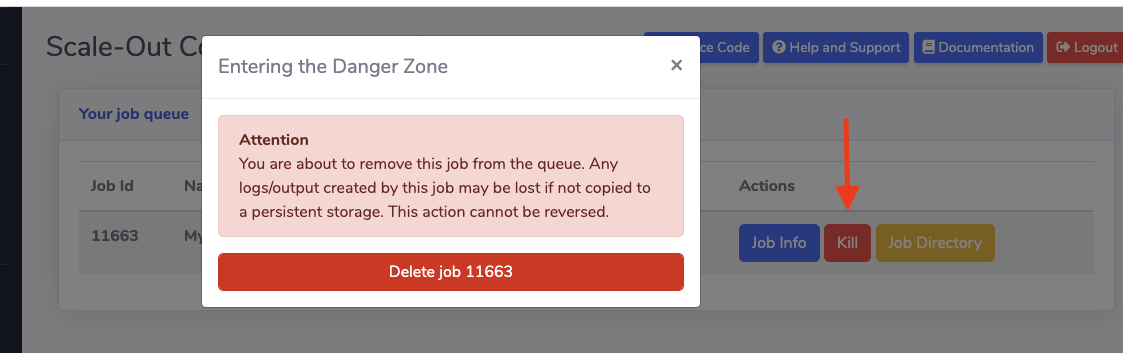 Scale-Out
Help and Support
Documentation
Logout
Code
Entering the Danger Zone
×
Your job queue
Attention
You are about to remove this job from the queue. Any
logs/output created by this job may be lost if not copied to
a persistent storage. This action cannot be reversed.
Job Id
Actions
11663
Job Info
Kill
Job Directory
Delete job 11663